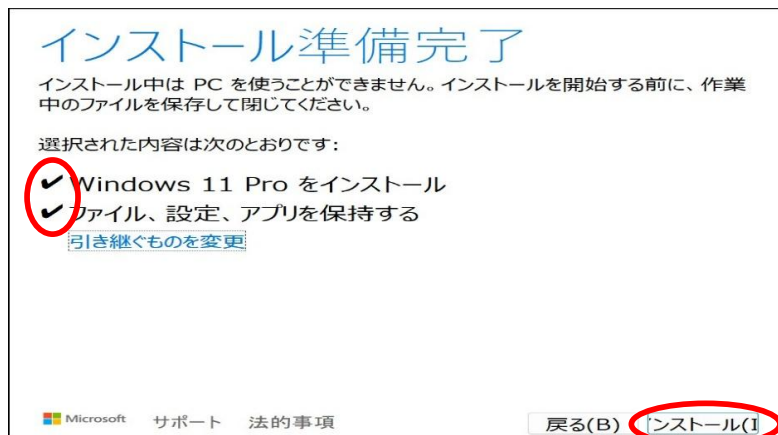 インストール準備完了
インストール中は PC を使うことができません。インストールを開始する前に、作業
中のファイルを保存して閉じてください。
選択された内容は次のとおりです:
✔ Windows 11 Pro をインストール
✔ ファイル、設定、アプリを保持する
引き継ぐものを変更
Microsoft サポート 法的事項 戻る(B) ンストール(I